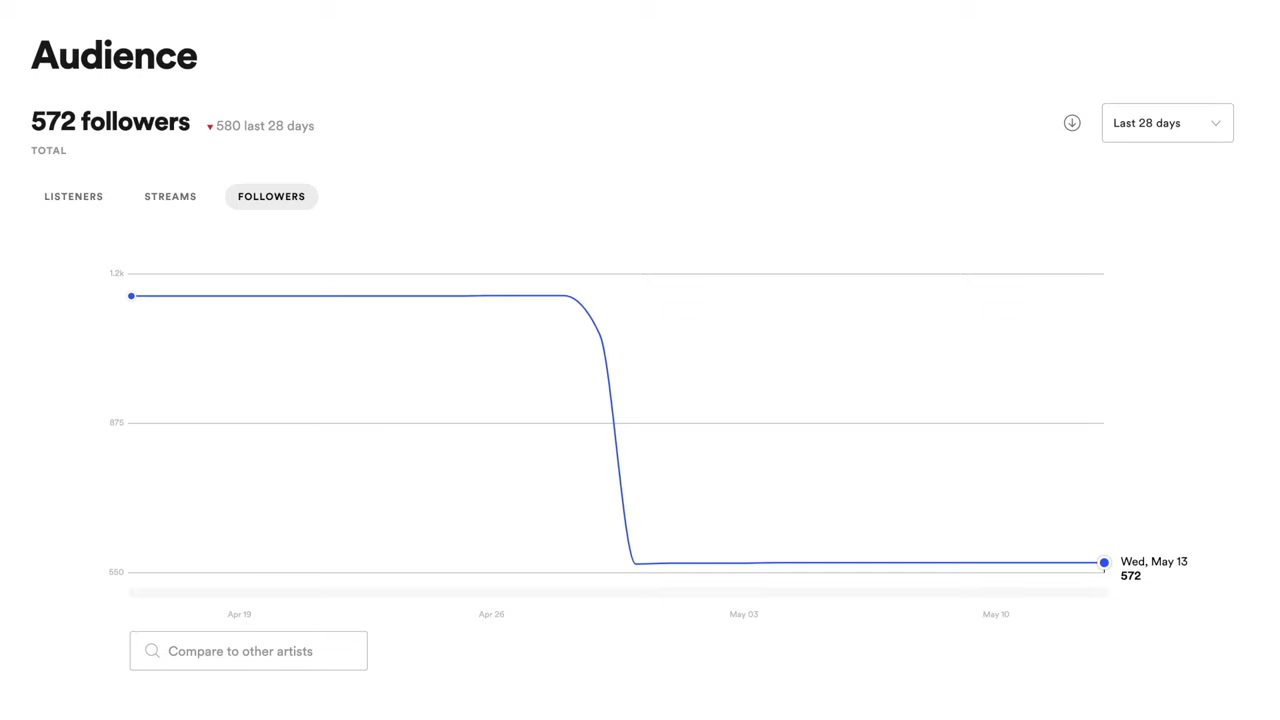 Audience
572 followers
580 last 28 days
Last 28 days
TOTAL
LISTENERS
STREAMS
FOLLOWERS
1.2k
875
550
Wed, May 13
572
Apr 19
Apr 26
May 03
May 10
Compare to other artists